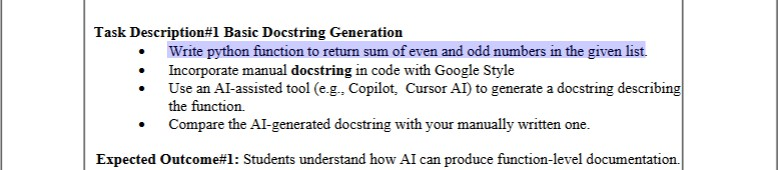 Task Description#1 Basic Docstring Generation
• Write python function to return sum of even and odd numbers in the given list.
• Incorporate manual docstring in code with Google Style
• Use an AI-assisted tool (e.g., Copilot, Cursor AI) to generate a docstring describing
the function.
• Compare the AI-generated docstring with your manually written one.
Expected Outcome#1: Students understand how AI can produce function-level documentation.